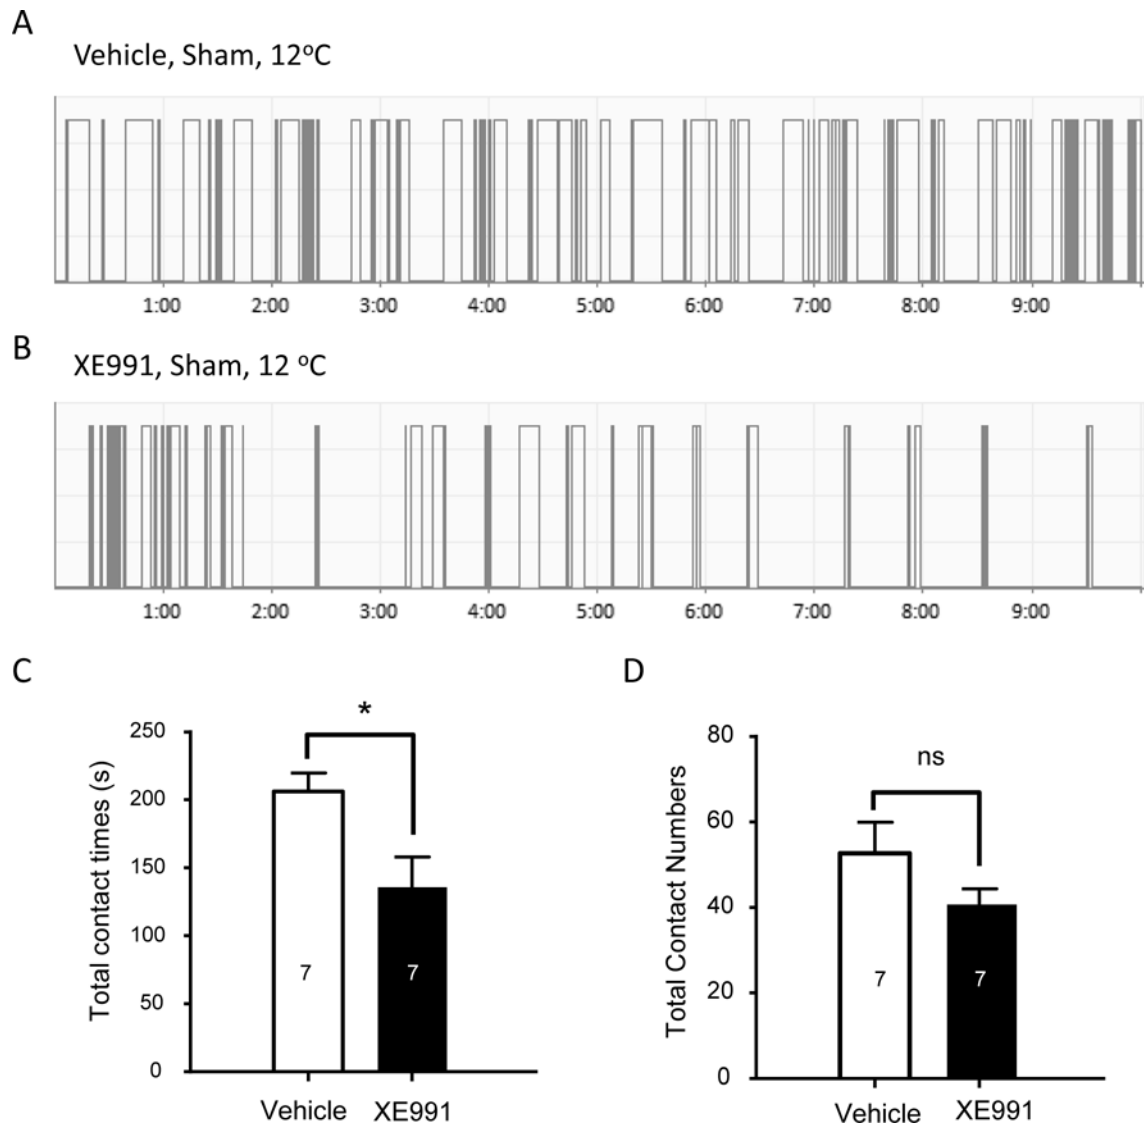 A
Vehicle, Sham, 12°C
1:00 2:00 3:00 4:00 5:00 6:00 7:00 8:00 9:00
B
XE991, Sham, 12 °C
1:00 2:00 3:00 4:00 5:00 6:00 7:00 8:00 9:00
C
Total contact times (s)
250
200
150
100
50
0
*
7
7
Vehicle XE991
D
Total Contact Numbers
80
60
40
20
0
ns
7
7
Vehicle XE991